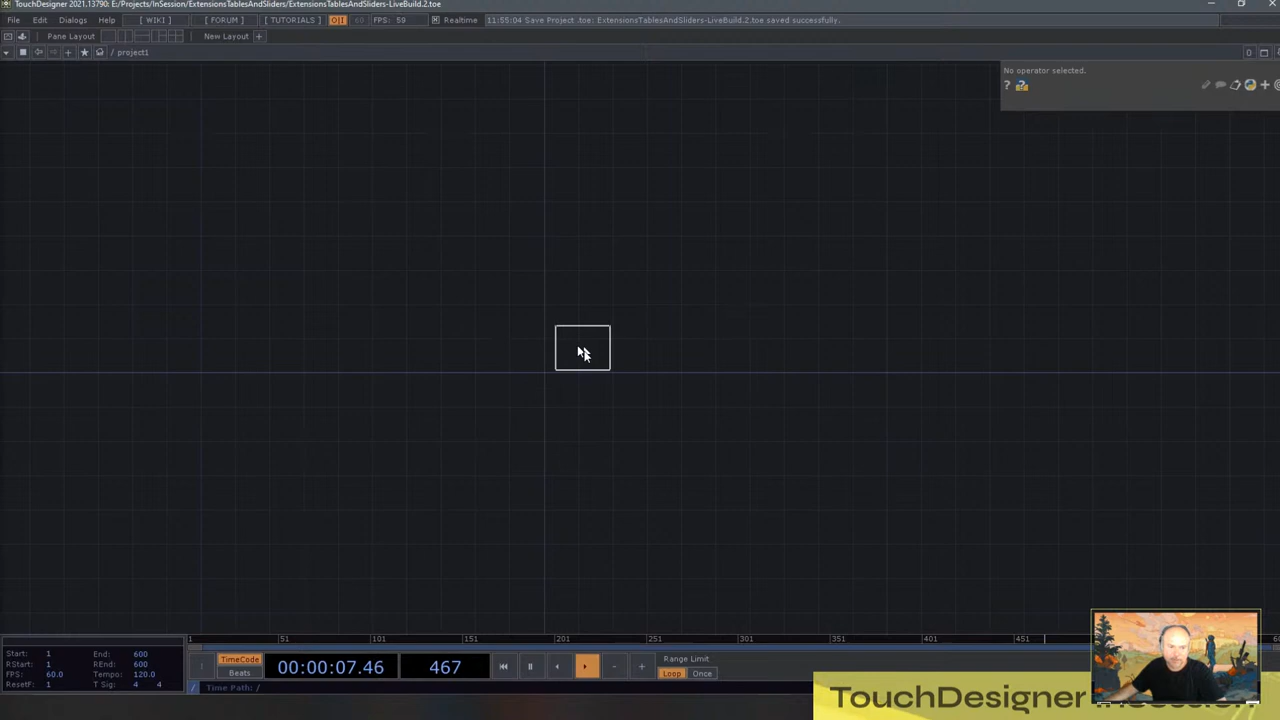 TouchDesigner 2021.13790: E:/Projects/InSession/ExtensionsTablesAndSliders/ExtensionsTablesAndSliders-LiveBuild.2.toe
File Edit Dialogs Help [ WIKI ] [ FORUM ] [ TUTORIALS ] O|I FPS: 59 Realtime 11:55:04 Save Project .toe: ExtensionsTablesAndSliders-LiveBuild.2.toe saved successfully.
Pane Layout New Layout +
/ project1
No operator selected.
1 51 101 151 201 251 301 351 401 451
Start: 1 End: 600
RStart: 1 REnd: 600
FPS: 60.0 Tempo: 120.0
ResetF: 1 T Sig: 4 4
TimeCode
Beats
00:00:07.46
467
Range Limit
Loop Once
/ Time Path: /
TouchDesigner